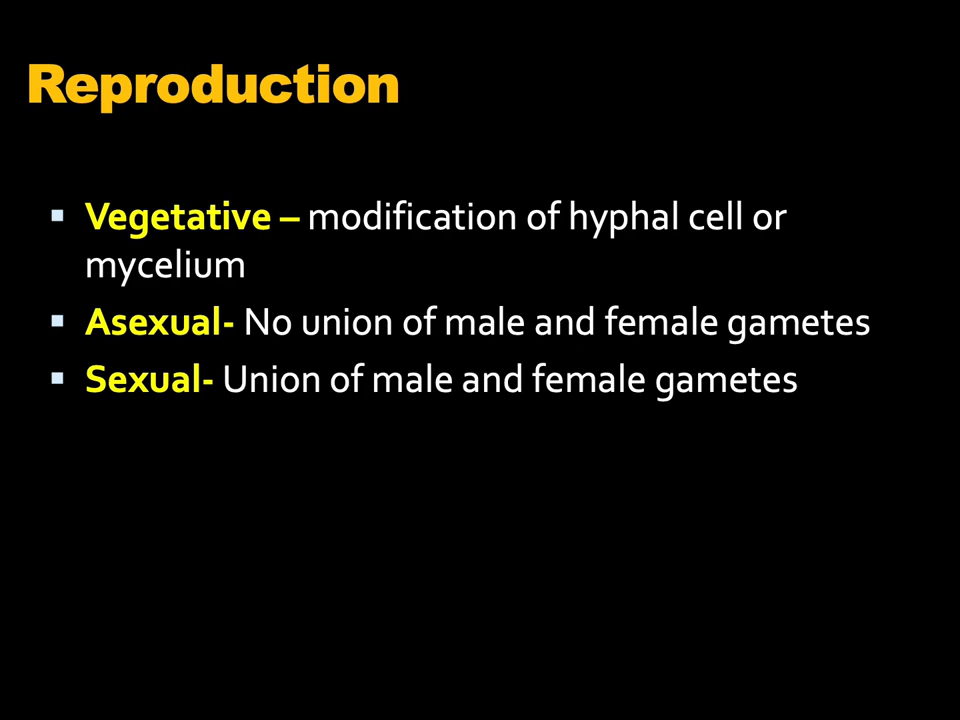 Reproduction
▪ Vegetative – modification of hyphal cell or
mycelium
▪ Asexual- No union of male and female gametes
▪ Sexual- Union of male and female gametes